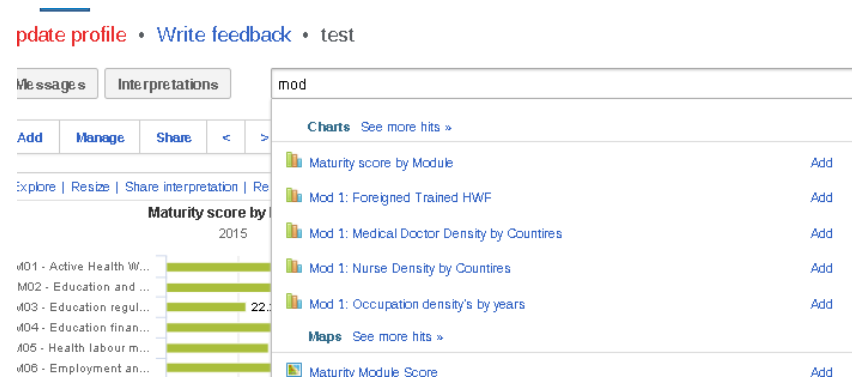 pdate profile • Write feedback • test
Messages Interpretations mod
Charts See more hits »
Add Manage Share < >
Maturity score by Module Add
Explore | Resize | Share interpretation | Re
Mod 1: Foreigned Trained HWF Add
Maturity score by
2015
Mod 1: Medical Doctor Density by Countires Add
M01 - Active Health W...
Mod 1: Nurse Density by Countires Add
M02 - Education and ...
M03 - Education regul... 22.
Mod 1: Occupation density's by years Add
M04 - Education finan...
Maps See more hits »
M05 - Health labour m...
M06 - Employment an...
Maturity Module Score Add